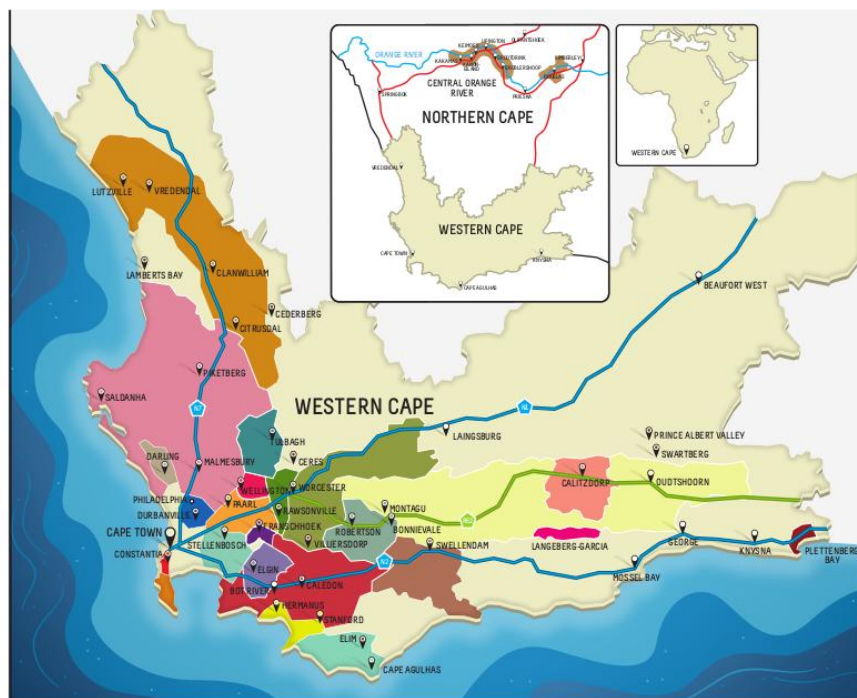 ORANGE RIVER
UPINGTON
OLIFANTSHOEK
KEIMOES
KAKAMAS
GROBLERSHOOP
KIMBERLEY
DOUGLAS
CENTRAL ORANGE
RIVER
PRIESKA
SPRINGBOK
NORTHERN CAPE
VREDENDAL
WESTERN CAPE
CAPE TOWN
KNYSNA
CAPE AGULHAS
WESTERN CAPE
LUTZVILLE
VREDENDAL
LAMBERTS BAY
CLANWILLIAM
BEAUFORT WEST
CEDERBERG
CITRUSDAL
PIKETBERG
SALDANHA
N7
WESTERN CAPE
N1
TULBAGH
LAINGSBURG
PRINCE ALBERT VALLEY
SWARTBERG
DARLING
MALMESBURY
CERES
CALITZDORP
OUDTSHOORN
WELLINGTON
WORCESTER
PHILADELPHIA
PAARL
DURBANVILLE
RAWSONVILLE
MONTAGU
CAPE TOWN
FRANSCHHOEK
ROBERTSON
BONNIEVALE
STELLENBOSCH
VILLIERSDORP
SWELLENDAM
LANGEBERG-GARCIA
GEORGE
KNYSNA
PLETTENBERG
BAY
CONSTANTIA
N2
ELGIN
MOSSEL BAY
BOT RIVER
CALEDON
HERMANUS
STANFORD
ELIM
CAPE AGULHAS